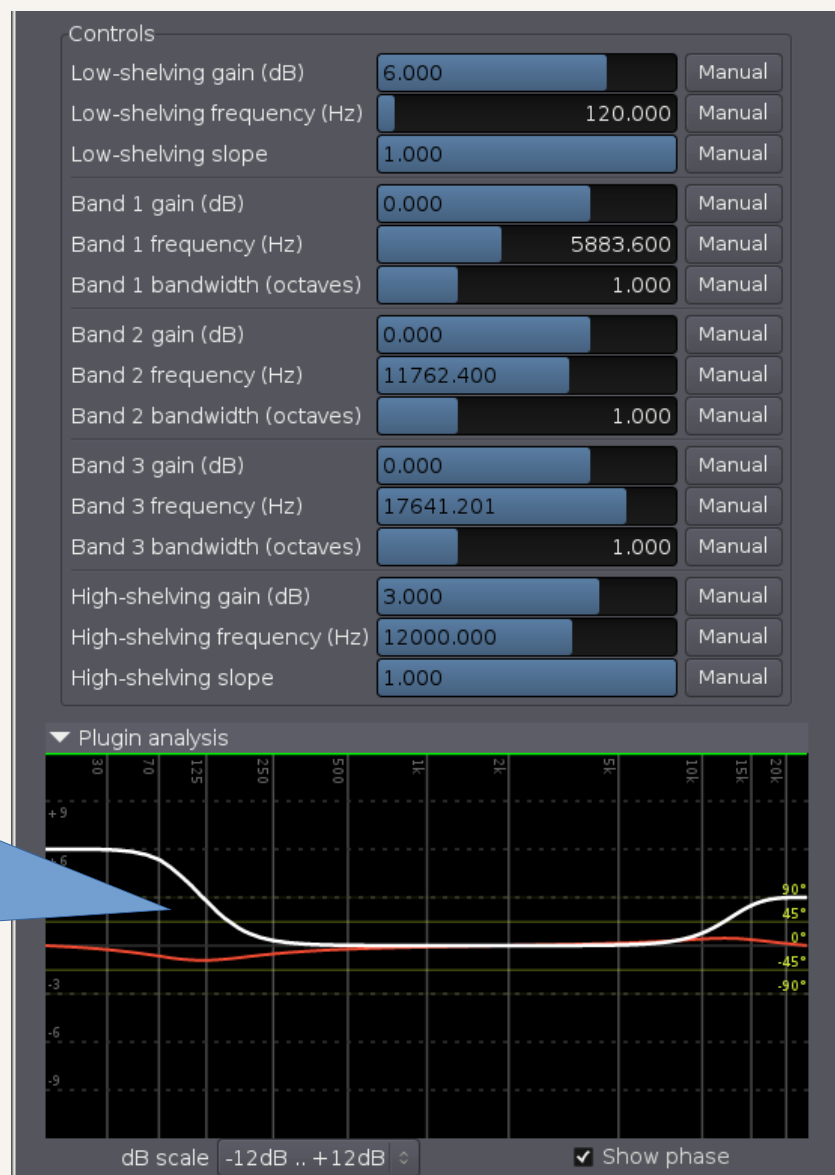 Controls
Low-shelving gain (dB) 6.000 Manual
Low-shelving frequency (Hz) 120.000 Manual
Low-shelving slope 1.000 Manual
Band 1 gain (dB) 0.000 Manual
Band 1 frequency (Hz) 5883.600 Manual
Band 1 bandwidth (octaves) 1.000 Manual
Band 2 gain (dB) 0.000 Manual
Band 2 frequency (Hz) 11762.400 Manual
Band 2 bandwidth (octaves) 1.000 Manual
Band 3 gain (dB) 0.000 Manual
Band 3 frequency (Hz) 17641.201 Manual
Band 3 bandwidth (octaves) 1.000 Manual
High-shelving gain (dB) 3.000 Manual
High-shelving frequency (Hz) 12000.000 Manual
High-shelving slope 1.000 Manual
Plugin analysis
30 70 125 250 500 1k 2k 5k 10k 15k 20k
+9
+6
90°
45°
0°
-45°
-3 -90°
-6
-9
dB scale -12dB .. +12dB Show phase